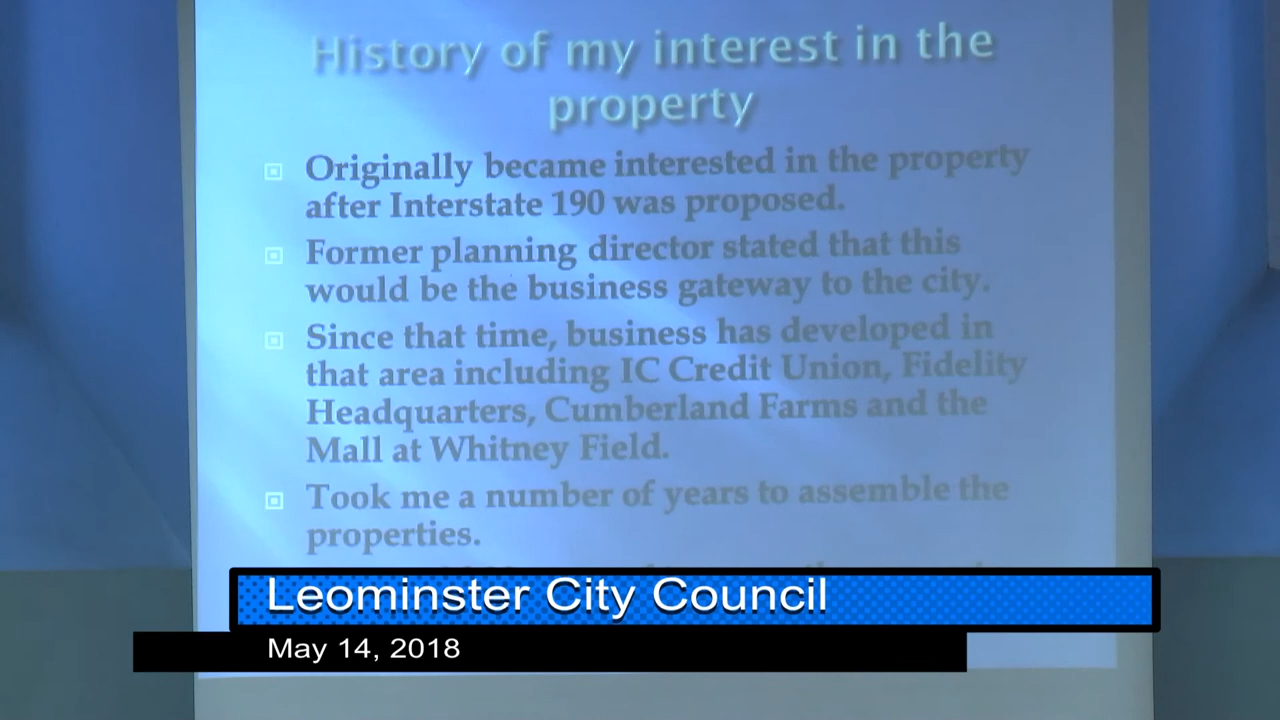 History of my interest in the
property
Originally became interested in the property
after Interstate 190 was proposed.
Former planning director stated that this
would be the business gateway to the city.
Since that time, business has developed in
that area including IC Credit Union, Fidelity
Headquarters, Cumberland Farms and the
Mall at Whitney Field.
Took me a number of years to assemble the
properties.
Leominster City Council
May 14, 2018